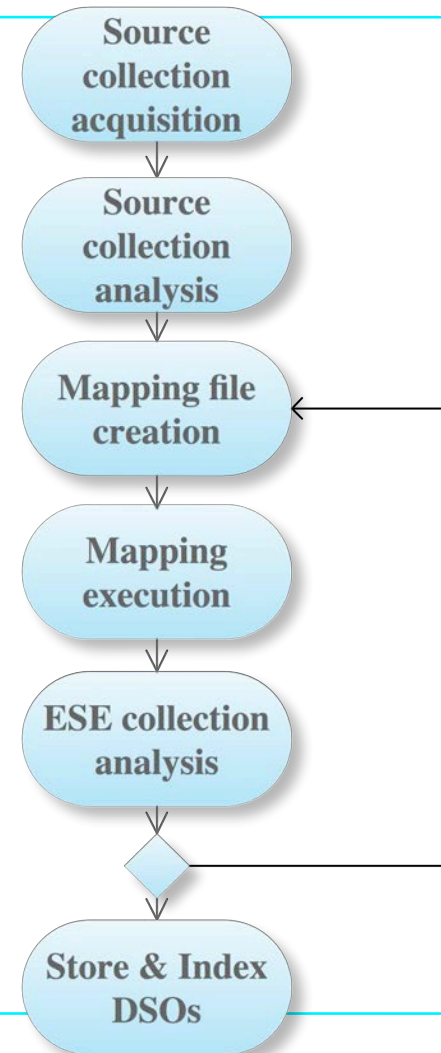 Source
collection
acquisition
Source
collection
analysis
Mapping file
creation
Mapping
execution
ESE collection
analysis
Store & Index
DSOs